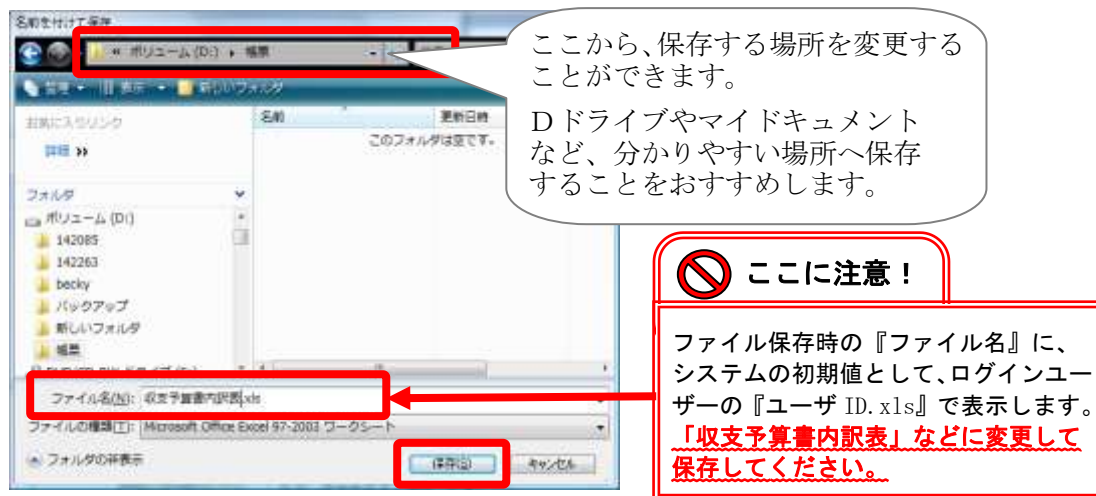 名前を付けて保存
« ボリューム (D:) ▸ 帳票
管理 表示 新しいフォルダ
お気に入りリンク
詳細 »
フォルダ
ボリューム (D:)
142085
142263
becky
バックアップ
新しいフォルダ
帳票
名前 更新日時
このフォルダは空です。
ファイル名(N): 収支予算書内訳表.xls
ファイルの種類(T): Microsoft Office Excel 97-2003 ワークシート
フォルダの非表示
保存(S) キャンセル
ここから、保存する場所を変更する
ことができます。
Dドライブやマイドキュメント
など、分かりやすい場所へ保存
することをおすすめします。
ここに注意！
ファイル保存時の『ファイル名』に、
システムの初期値として、ログインユー
ザーの『ユーザ ID.xls』で表示します。
「収支予算書内訳表」などに変更して
保存してください。